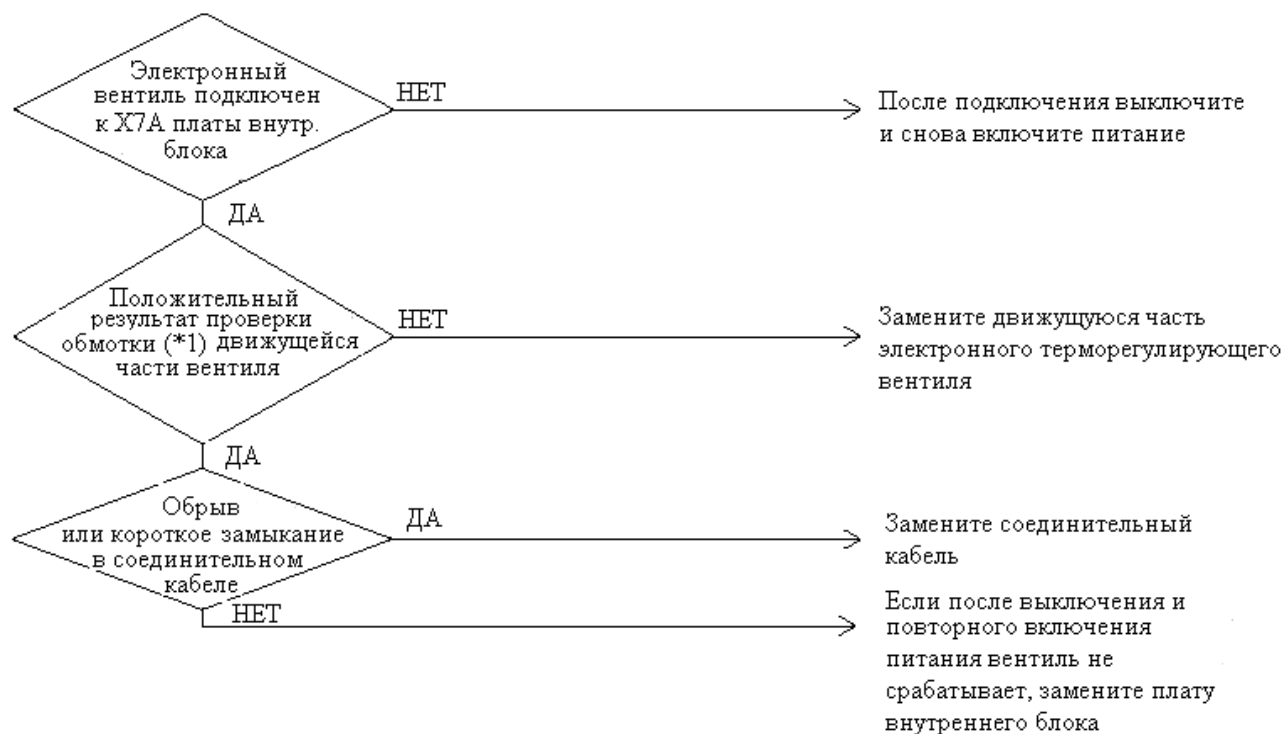 Электронный
вентиль подключен
к X7A платы внутр.
блока
НЕТ
После подключения выключите
и снова включите питание
ДА
Положительный
результат проверки
обмотки (*1) движущейся
части вентиля
НЕТ
Замените движущуюся часть
электронного терморегулирующего
вентиля
ДА
Обрыв
или короткое замыкание
в соединительном
кабеле
ДА
Замените соединительный
кабель
НЕТ
Если после выключения и
повторного включения
питания вентиль не
срабатывает, замените плату
внутреннего блока